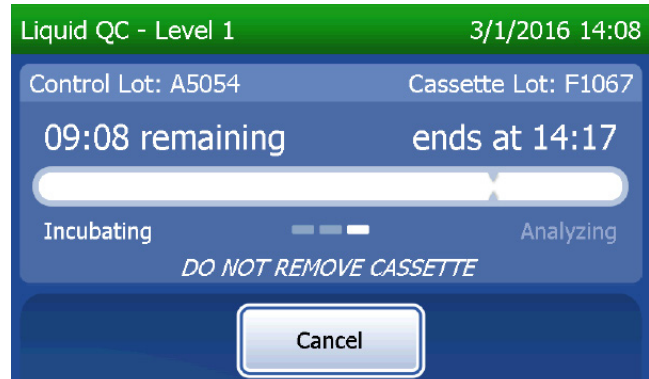 Liquid QC - Level 1 3/1/2016 14:08
Control Lot: A5054 Cassette Lot: F1067
09:08 remaining ends at 14:17
Incubating Analyzing
DO NOT REMOVE CASSETTE
Cancel